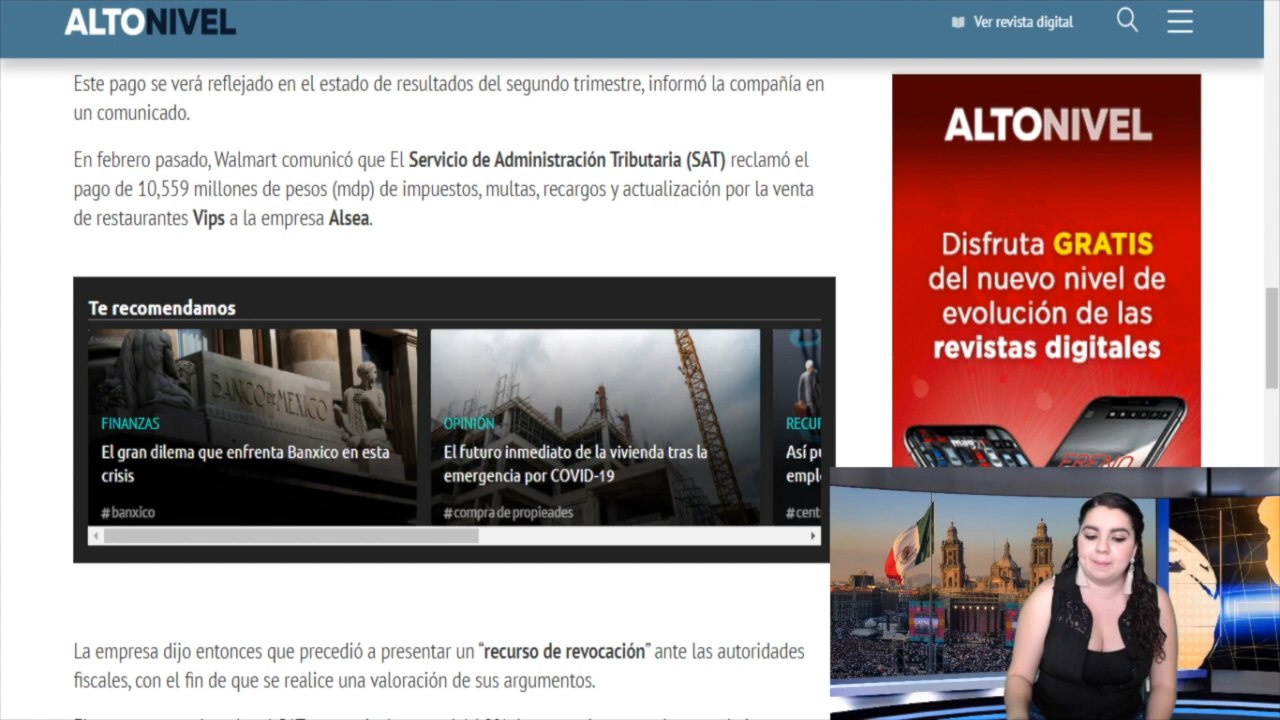 ALTONIVEL
Ver revista digital
Este pago se verá reflejado en el estado de resultados del segundo trimestre, informó la compañía en
un comunicado.
En febrero pasado, Walmart comunicó que El Servicio de Administración Tributaria (SAT) reclamó el
pago de 10,559 millones de pesos (mdp) de impuestos, multas, recargos y actualización por la venta
de restaurantes Vips a la empresa Alsea.
Te recomendamos
BANCO DE MEXICO
FINANZAS
El gran dilema que enfrenta Banxico en esta
crisis
#banxico
OPINIÓN
El futuro inmediato de la vivienda tras la
emergencia por COVID-19
#compra de propieades
La empresa dijo entonces que precedió a presentar un “recurso de revocación” ante las autoridades
fiscales, con el fin de que se realice una valoración de sus argumentos.
ALTONIVEL
Disfruta GRATIS
del nuevo nivel de
evolución de las
revistas digitales